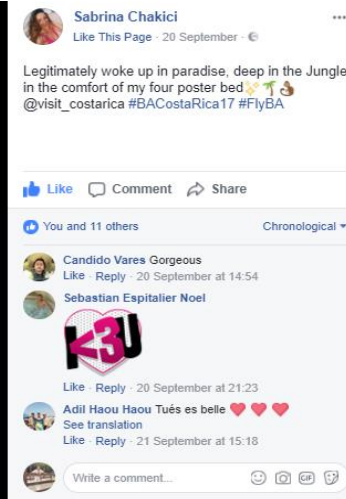 Sabrina Chakici
Like This Page · 20 September ·
Legitimately woke up in paradise, deep in the Jungle
in the comfort of my four poster bed✨🌴🐒
@visit_costarica #BACostaRica17 #FlyBA
Like Comment Share
You and 11 others Chronological
Candido Vares Gorgeous
Like · Reply · 20 September at 14:54
Sebastian Espitalier Noel
I<3U
Like · Reply · 20 September at 21:23
Adil Haou Haou Tués es belle ❤️ ❤️ ❤️
See translation
Like · Reply · 21 September at 15:18
Write a comment... GIF